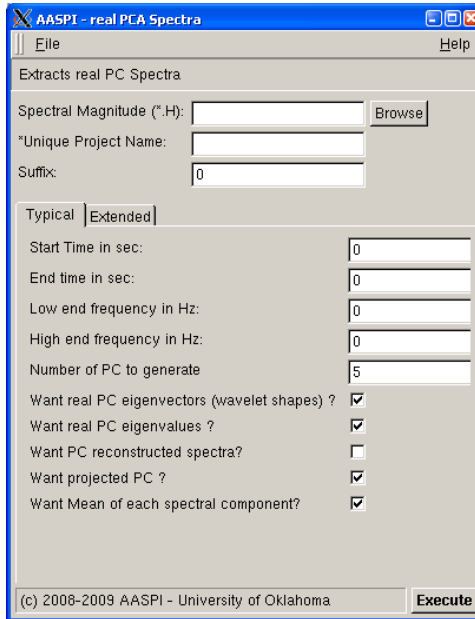 AASPI - real PCA Spectra
File Help
Extracts real PC Spectra
Spectral Magnitude (*.H): Browse
*Unique Project Name:
Suffix: 0
Typical Extended
Start Time in sec: 0
End time in sec: 0
Low end frequency in Hz: 0
High end frequency in Hz: 0
Number of PC to generate 5
Want real PC eigenvectors (wavelet shapes) ?
Want real PC eigenvalues ?
Want PC reconstructed spectra?
Want projected PC ?
Want Mean of each spectral component?
(c) 2008-2009 AASPI - University of Oklahoma Execute